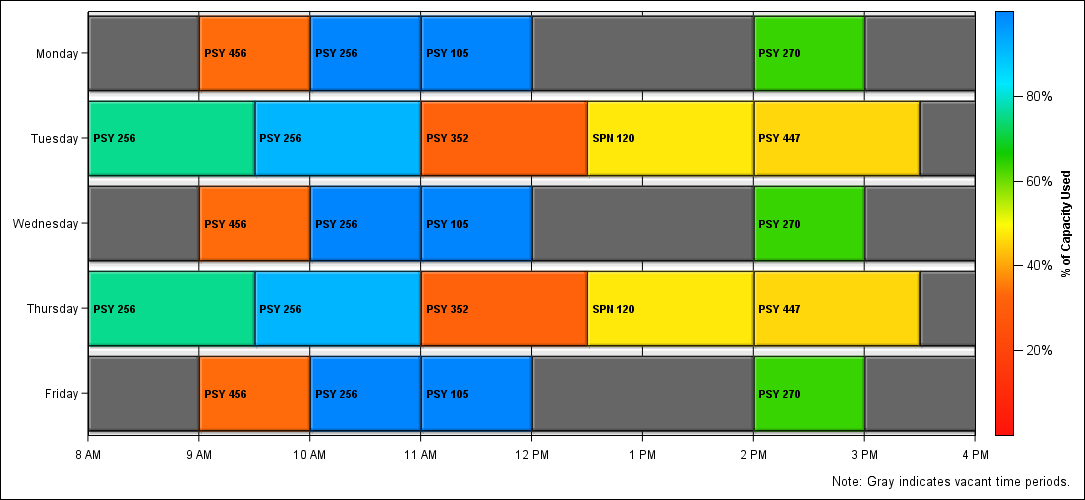 Monday
PSY 456
PSY 256
PSY 105
PSY 270
Tuesday
PSY 256
PSY 256
PSY 352
SPN 120
PSY 447
Wednesday
PSY 456
PSY 256
PSY 105
PSY 270
Thursday
PSY 256
PSY 256
PSY 352
SPN 120
PSY 447
Friday
PSY 456
PSY 256
PSY 105
PSY 270
8 AM
9 AM
10 AM
11 AM
12 PM
1 PM
2 PM
3 PM
4 PM
80%
60%
40%
20%
% of Capacity Used
Note: Gray indicates vacant time periods.